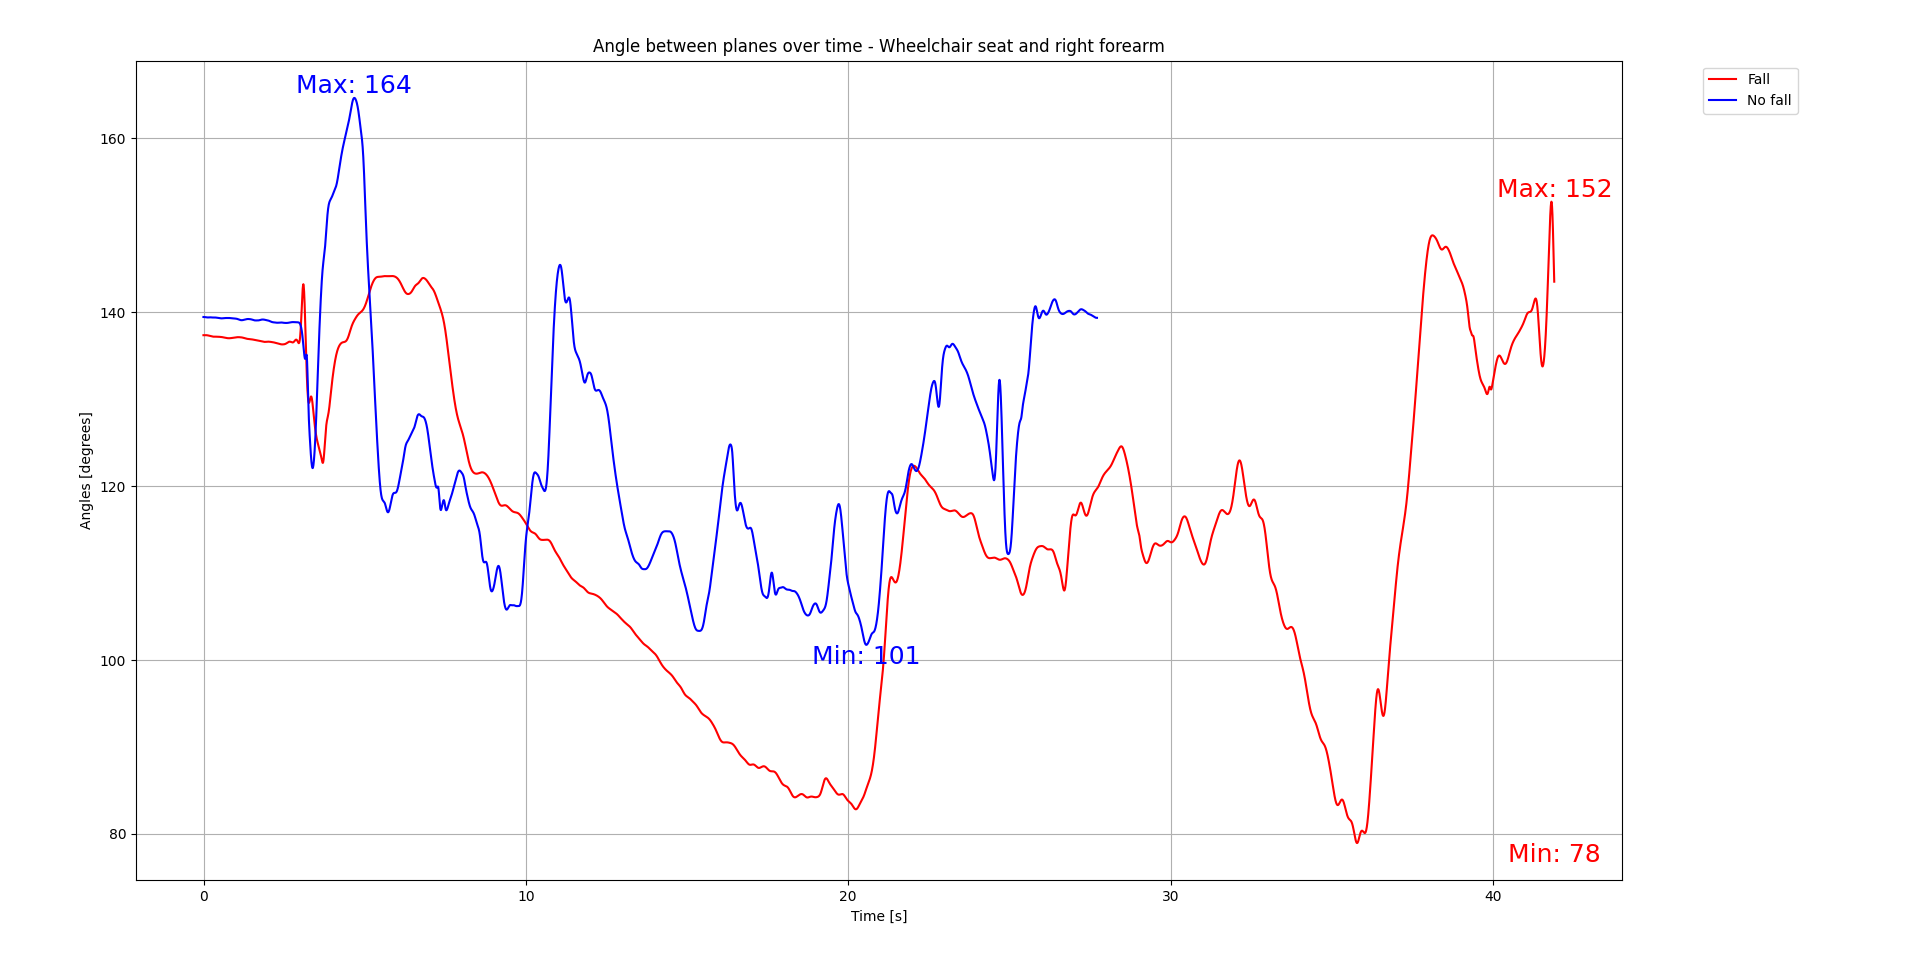 Angle between planes over time - Wheelchair seat and right forearm
Max: 164
Fall
No fall
160
Max: 152
140
Angles [degrees]
120
100
Min: 101
80
Min: 78
0 10 20 30 40
Time [s]